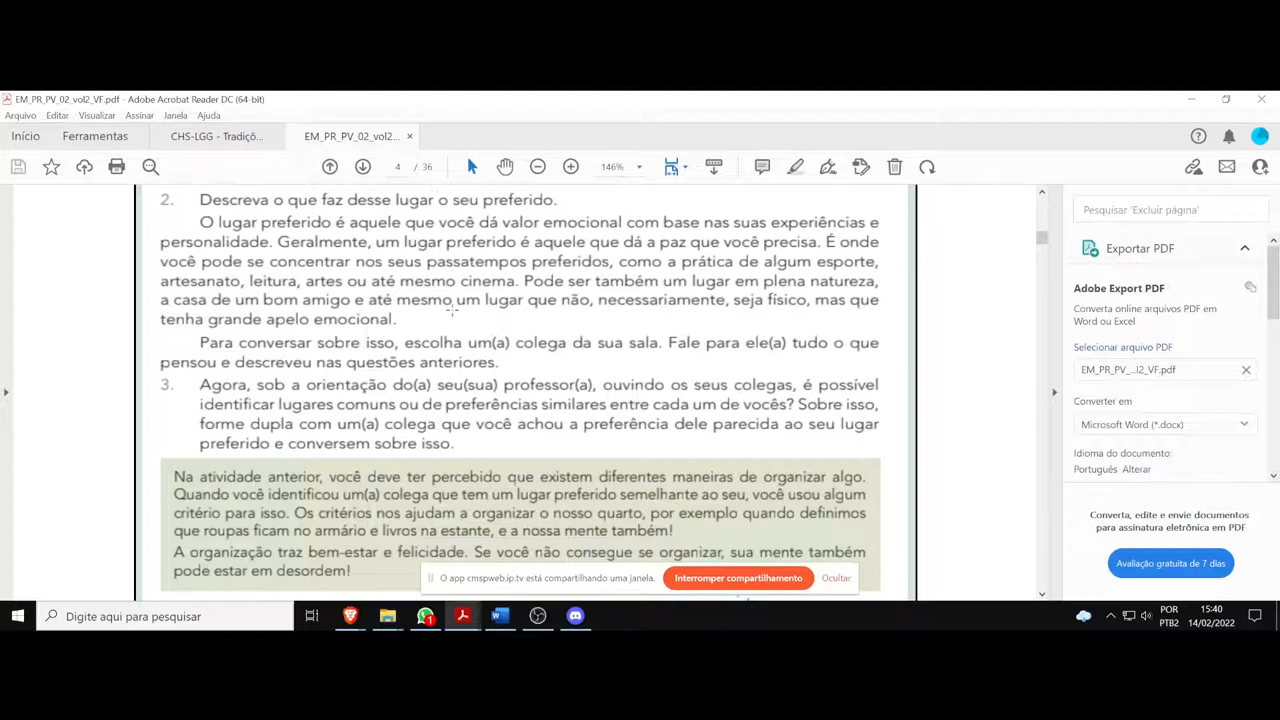 EM_PR_PV_02_vol2_VF.pdf - Adobe Acrobat Reader DC (64-bit)
Arquivo Editar Visualizar Assinar Janela Ajuda
Início Ferramentas CHS-LGG - Tradiçõ... EM_PR_PV_02_vol2... ×
4 / 36 146%
2. Descreva o que faz desse lugar o seu preferido.
O lugar preferido é aquele que você dá valor emocional com base nas suas experiências e
personalidade. Geralmente, um lugar preferido é aquele que dá a paz que você precisa. É onde
você pode se concentrar nos seus passatempos preferidos, como a prática de algum esporte,
artesanato, leitura, artes ou até mesmo cinema. Pode ser também um lugar em plena natureza,
a casa de um bom amigo e até mesmo um lugar que não, necessariamente, seja físico, mas que
tenha grande apelo emocional.
Para conversar sobre isso, escolha um(a) colega da sua sala. Fale para ele(a) tudo o que
pensou e descreveu nas questões anteriores.
3. Agora, sob a orientação do(a) seu(sua) professor(a), ouvindo os seus colegas, é possível
identificar lugares comuns ou de preferências similares entre cada um de vocês? Sobre isso,
forme dupla com um(a) colega que você achou a preferência dele parecida ao seu lugar
preferido e conversem sobre isso.
Na atividade anterior, você deve ter percebido que existem diferentes maneiras de organizar algo.
Quando você identificou um(a) colega que tem um lugar preferido semelhante ao seu, você usou algum
critério para isso. Os critérios nos ajudam a organizar o nosso quarto, por exemplo quando definimos
que roupas ficam no armário e livros na estante, e a nossa mente também!
A organização traz bem-estar e felicidade. Se você não consegue se organizar, sua mente também
pode estar em desordem!
O app cmspweb.ip.tv está compartilhando uma janela. Interromper compartilhamento Ocultar
Pesquisar 'Excluir página'
Exportar PDF
Adobe Export PDF
Converta online arquivos PDF em
Word ou Excel
Selecionar arquivo PDF
EM_PR_PV_...l2_VF.pdf ×
Converter em
Microsoft Word (*.docx)
Idioma do documento:
Português Alterar
Converta, edite e envie documentos
para assinatura eletrônica em PDF
Avaliação gratuita de 7 dias
Digite aqui para pesquisar
1
POR
PTB2
15:40
14/02/2022